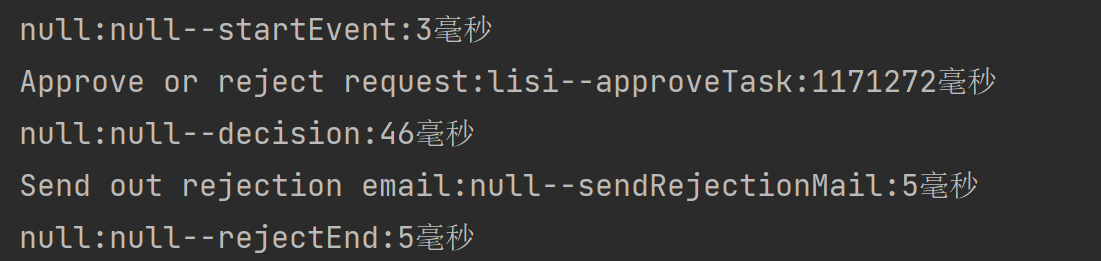 null:null--startEvent:3毫秒
Approve or reject request:lisi--approveTask:1171272毫秒
null:null--decision:46毫秒
Send out rejection email:null--sendRejectionMail:5毫秒
null:null--rejectEnd:5毫秒